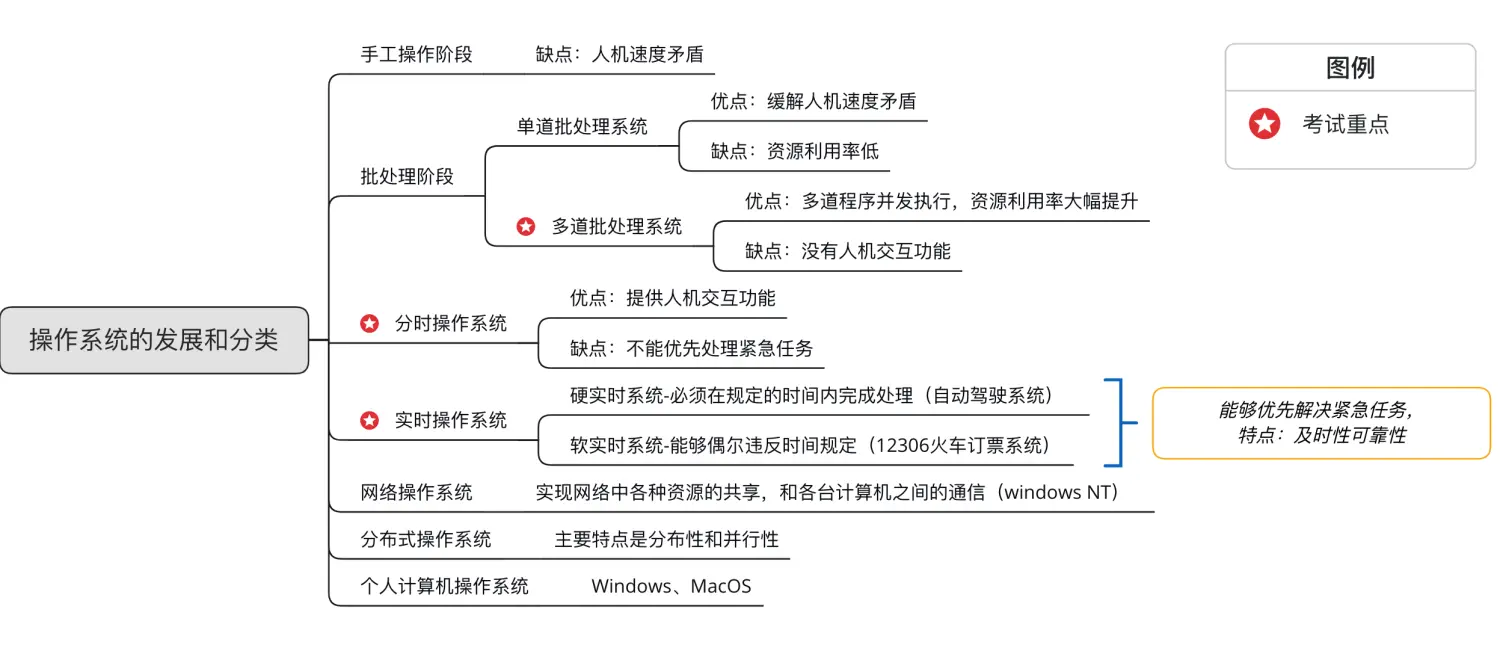 操作系统的发展和分类
手工操作阶段
缺点：人机速度矛盾
批处理阶段
单道批处理系统
优点：缓解人机速度矛盾
缺点：资源利用率低
多道批处理系统
优点：多道程序并发执行，资源利用率大幅提升
缺点：没有人机交互功能
分时操作系统
优点：提供人机交互功能
缺点：不能优先处理紧急任务
实时操作系统
硬实时系统-必须在规定的时间内完成处理（自动驾驶系统）
软实时系统-能够偶尔违反时间规定（12306火车订票系统）
能够优先解决紧急任务，
特点：及时性可靠性
网络操作系统
实现网络中各种资源的共享，和各台计算机之间的通信（windows NT）
分布式操作系统
主要特点是分布性和并行性
个人计算机操作系统
Windows、MacOS
图例
考试重点